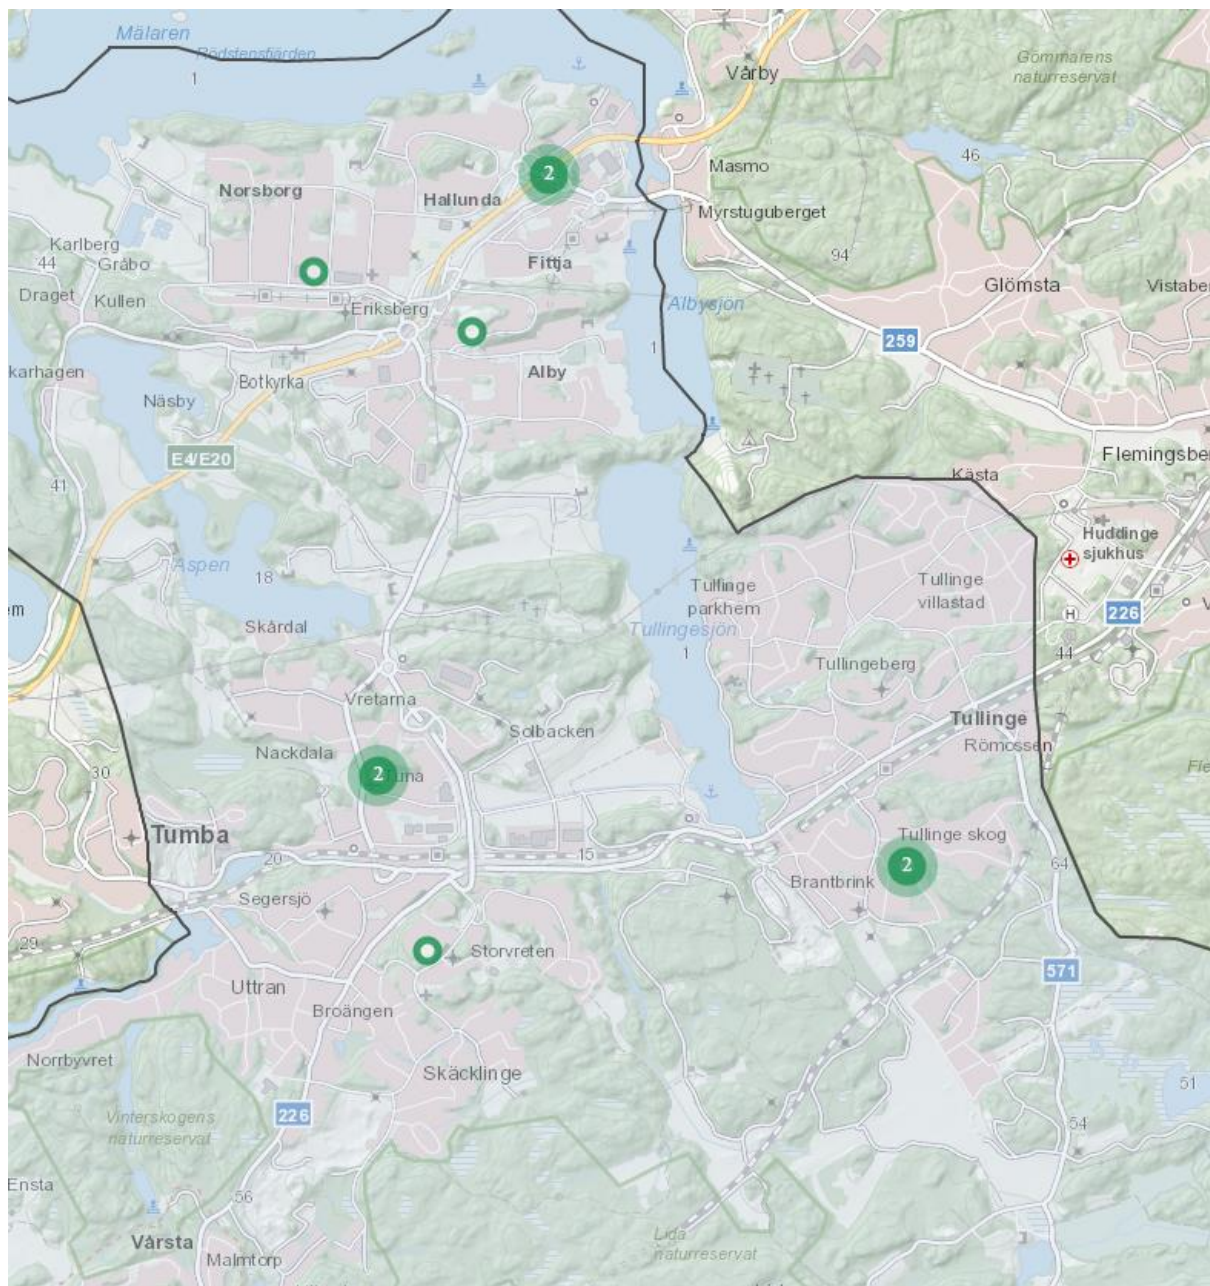 Mälaren
Rödstensfjärden
1
Vårby
Gömmarens
naturreservat
46
Masmo
2
Norsborg
Hallunda
Myrstuguberget
Karlberg
44
Gråbo
Fittja
94
Draget
Kullen
Glömsta
Eriksberg
Albysjön
1
259
karhagen
Botkyrka
Alby
Näsby
E4/E20
Flemingsbe
Kästa
41
Huddinge
sjukhus
Aspen
18
Tullinge
parkhem
Tullinge
villastad
em
226
H
Skårdal
Tullingesjön
1
44
Tullingeberg
Vretarna
Tullinge
Solbacken
Römossen
Nackdala
30
2
una
Tumba
Tullinge skog
20
15
2
64
Brantbrink
Segersjö
29
Storvreten
571
Uttran
Broängen
Norrbyvret
Skäcklinge
51
226
Vinterskogens
naturreservat
54
Ensta
56
Vårsta
Lida
naturreservat
Malmtorp